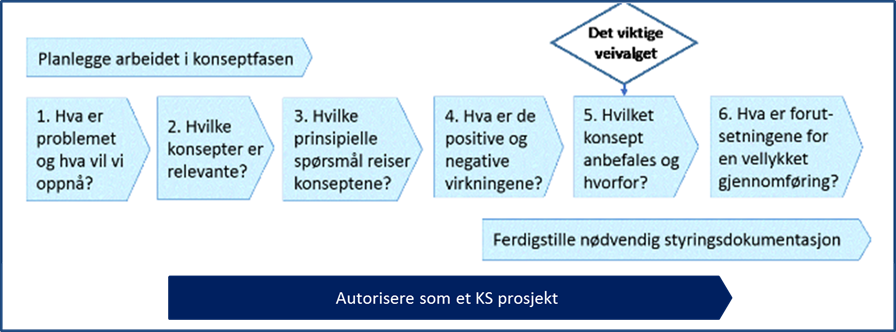 Det viktige
veivalget
Planlegge arbeidet i konseptfasen
1. Hva er
problemet
og hva vil vi
oppnå?
2. Hvilke
konsepter er
relevante?
3. Hvilke
prinsipielle
spørsmål reiser
konseptene?
4. Hva er de
positive og
negative
virkningene?
5. Hvilket
konsept
anbefales og
hvorfor?
6. Hva er forut-
setningene for
en vellykket
gjennomføring?
Ferdigstille nødvendig styringsdokumentasjon
Autorisere som et KS prosjekt